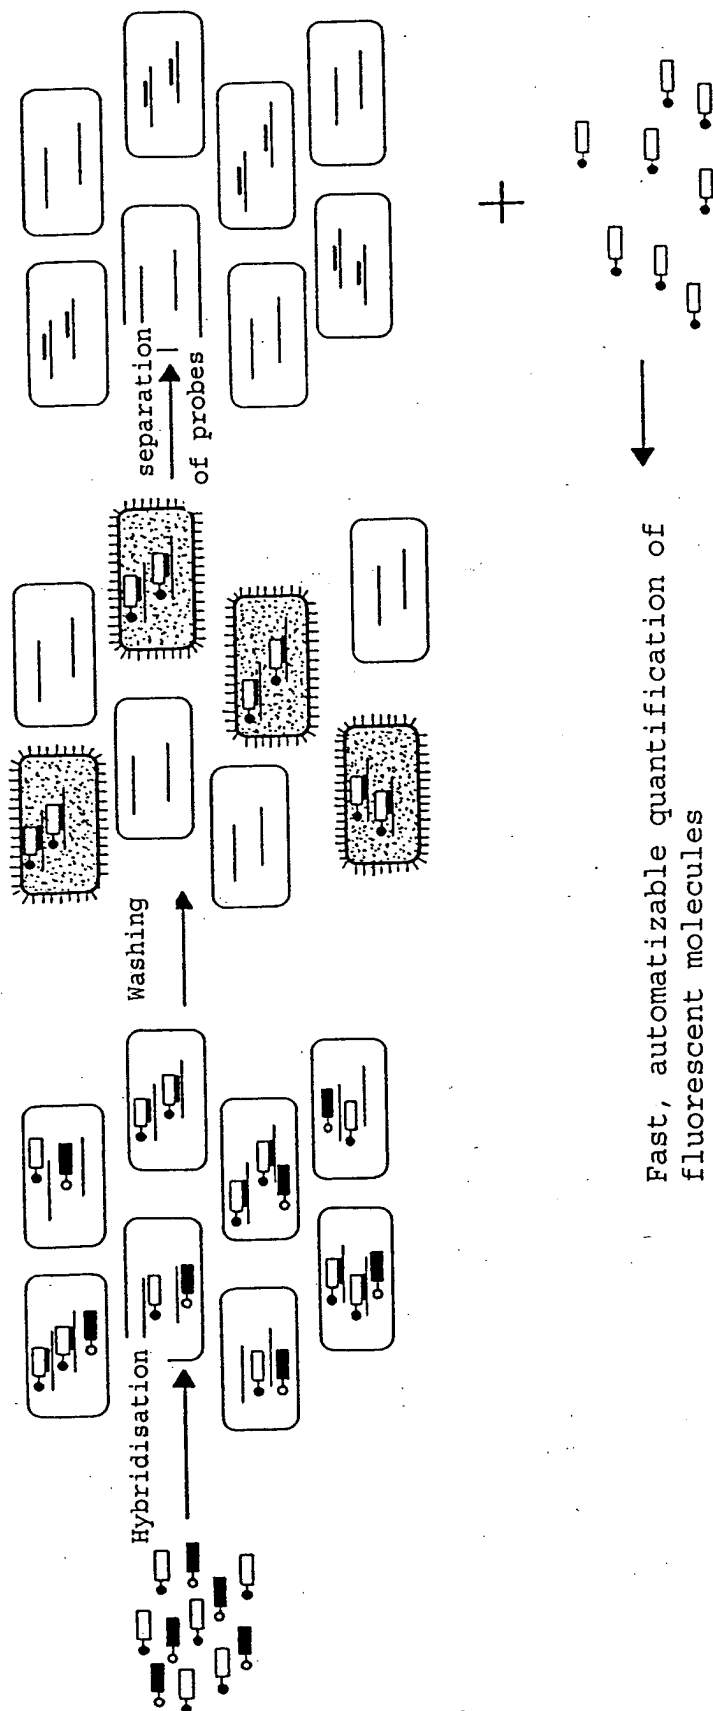 Hybridisation
Washing
separation
of probes
Fast, automatizable quantification of
fluorescent molecules